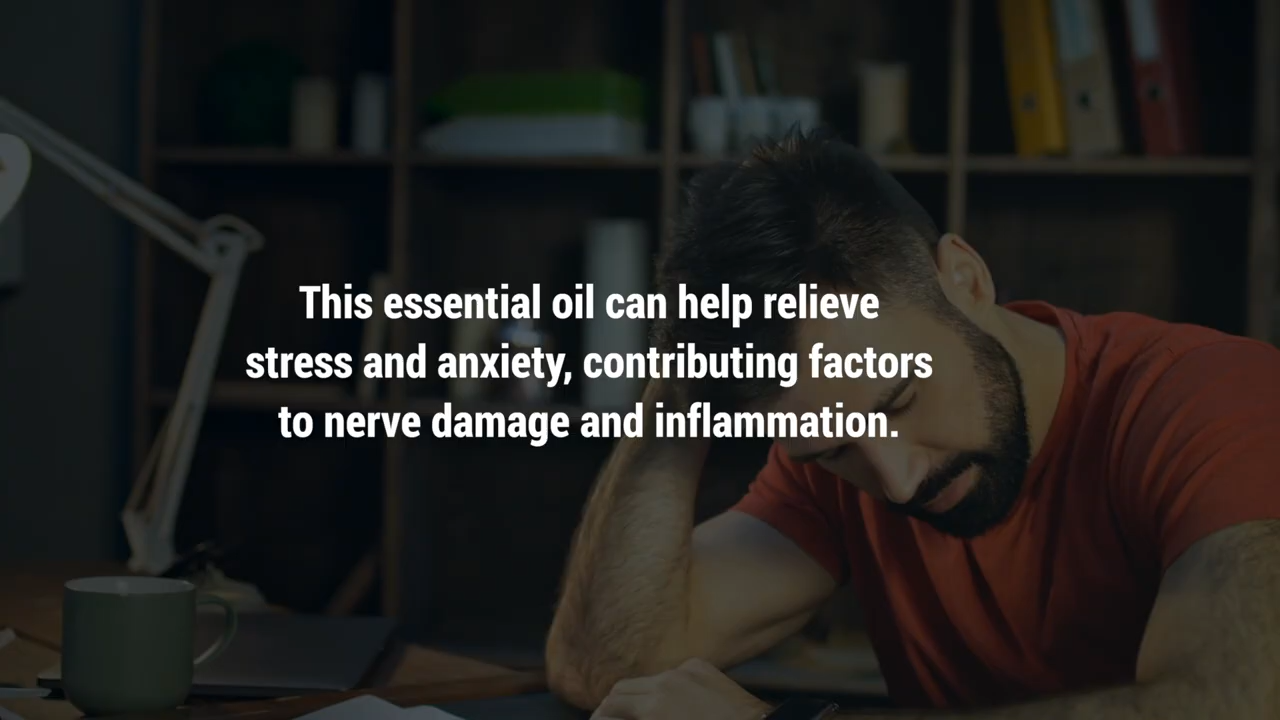 This essential oil can help relieve
stress and anxiety, contributing factors
to nerve damage and inflammation.